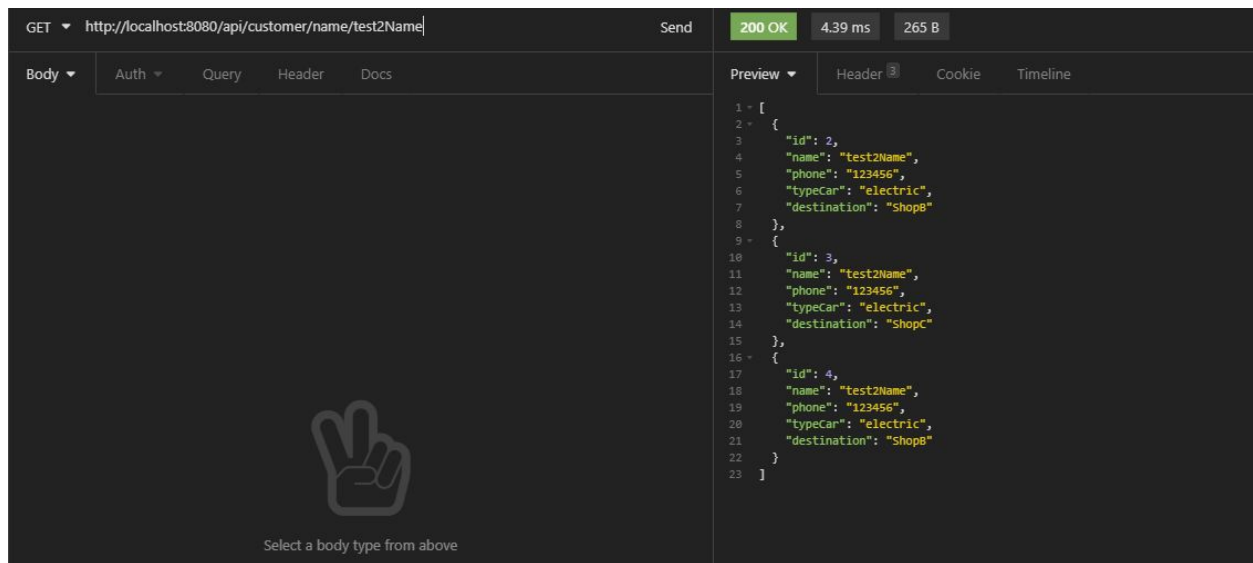 GET http://localhost:8080/api/customer/name/test2Name Send
Body Auth Query Header Docs
Select a body type from above
200 OK 4.39 ms 265 B
Preview Header 3 Cookie Timeline
1 [
2 {
3 "id": 2,
4 "name": "test2Name",
5 "phone": "123456",
6 "typeCar": "electric",
7 "destination": "ShopB"
8 },
9 {
10 "id": 3,
11 "name": "test2Name",
12 "phone": "123456",
13 "typeCar": "electric",
14 "destination": "ShopC"
15 },
16 {
17 "id": 4,
18 "name": "test2Name",
19 "phone": "123456",
20 "typeCar": "electric",
21 "destination": "ShopB"
22 }
23 ]